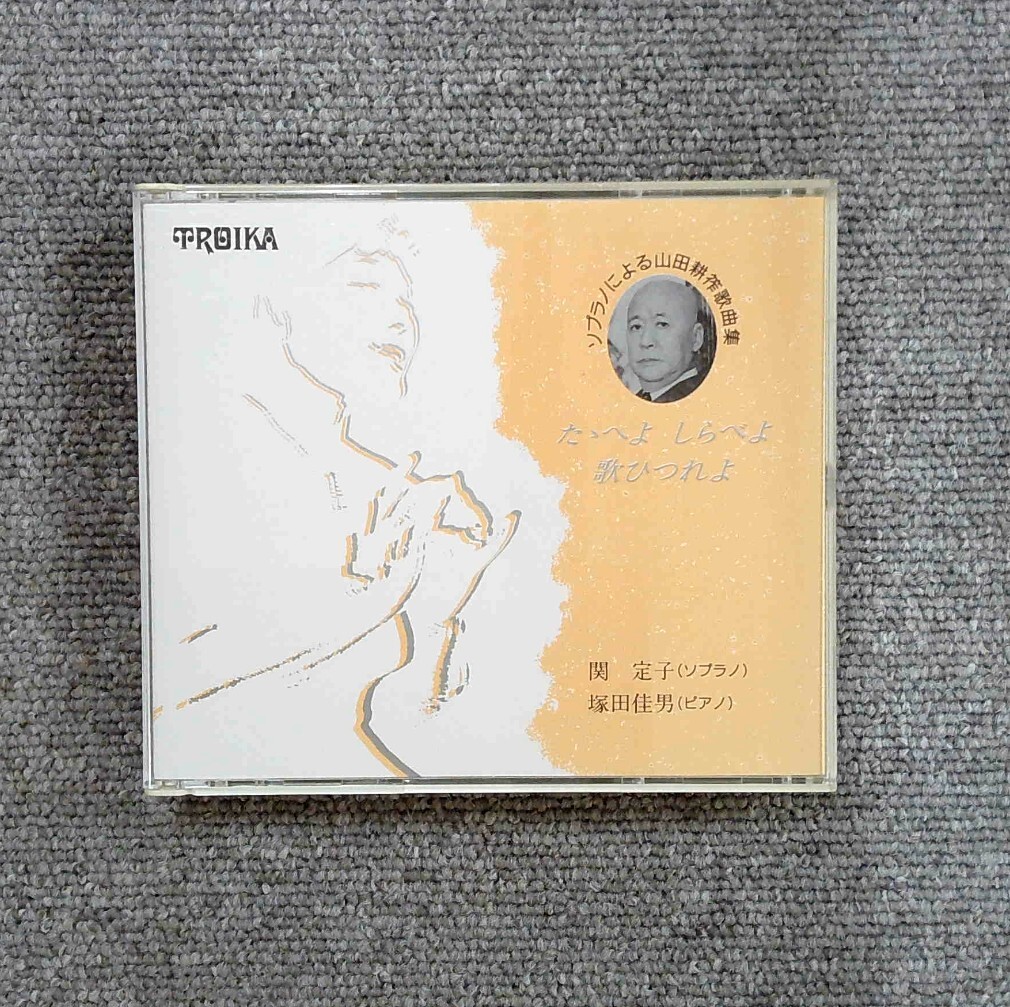 TROIKA
ソプラノによる山田耕筰歌曲集
たゝへよ しらべよ
歌ひつれよ
関 定子(ソプラノ)
塚田佳男(ピアノ)